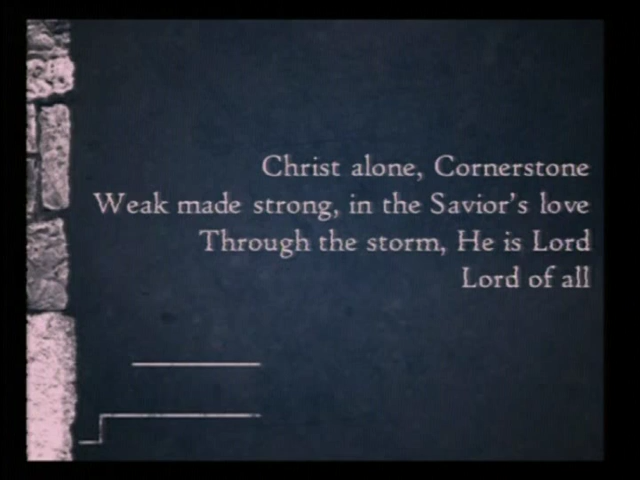 Christ alone, Cornerstone
Weak made strong, in the Savior's love
Through the storm, He is Lord
Lord of all